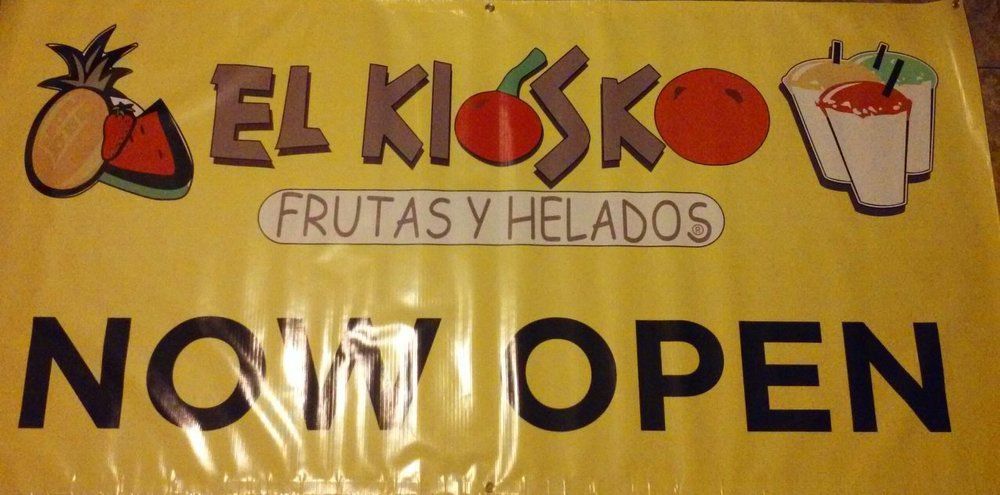 EL KIOSKO
FRUTAS Y HELADOS ®
NOW OPEN